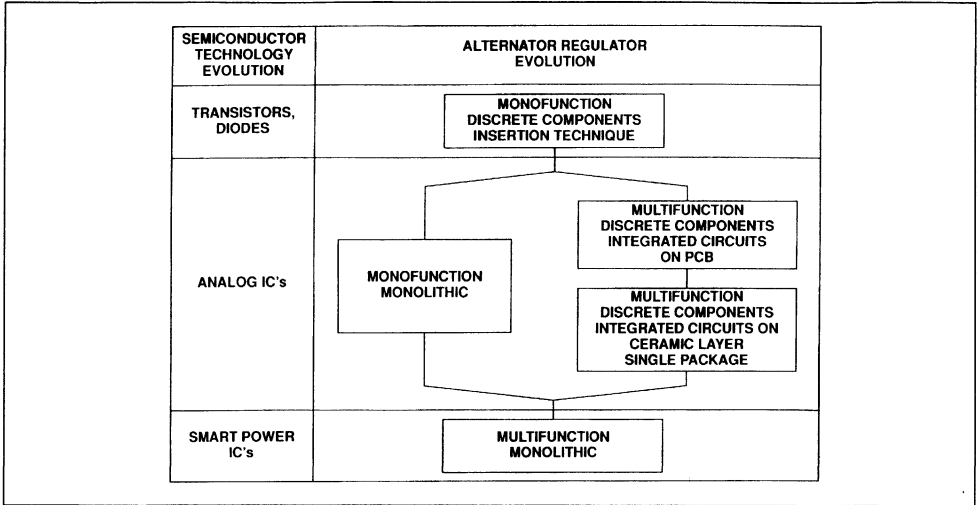 SEMICONDUCTOR
TECHNOLOGY
EVOLUTION
ALTERNATOR REGULATOR
EVOLUTION
TRANSISTORS,
DIODES
MONOFUNCTION
DISCRETE COMPONENTS
INSERTION TECHNIQUE
ANALOG IC's
MONOFUNCTION
MONOLITHIC
MULTIFUNCTION
DISCRETE COMPONENTS
INTEGRATED CIRCUITS
ON PCB
MULTIFUNCTION
DISCRETE COMPONENTS
INTEGRATED CIRCUITS ON
CERAMIC LAYER
SINGLE PACKAGE
SMART POWER
IC's
MULTIFUNCTION
MONOLITHIC